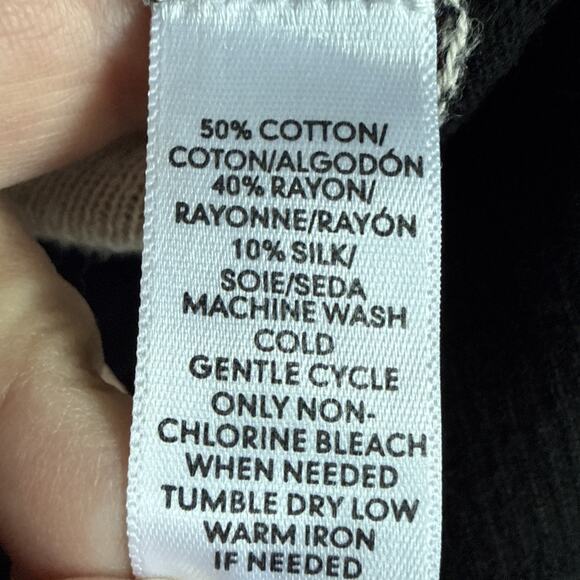 50% COTTON/
COTON/ALGODÓN
40% RAYON/
RAYONNE/RAYÓN
10% SILK/
SOIE/SEDA
MACHINE WASH
COLD
GENTLE CYCLE
ONLY NON-
CHLORINE BLEACH
WHEN NEEDED
TUMBLE DRY LOW
WARM IRON
IF NEEDED